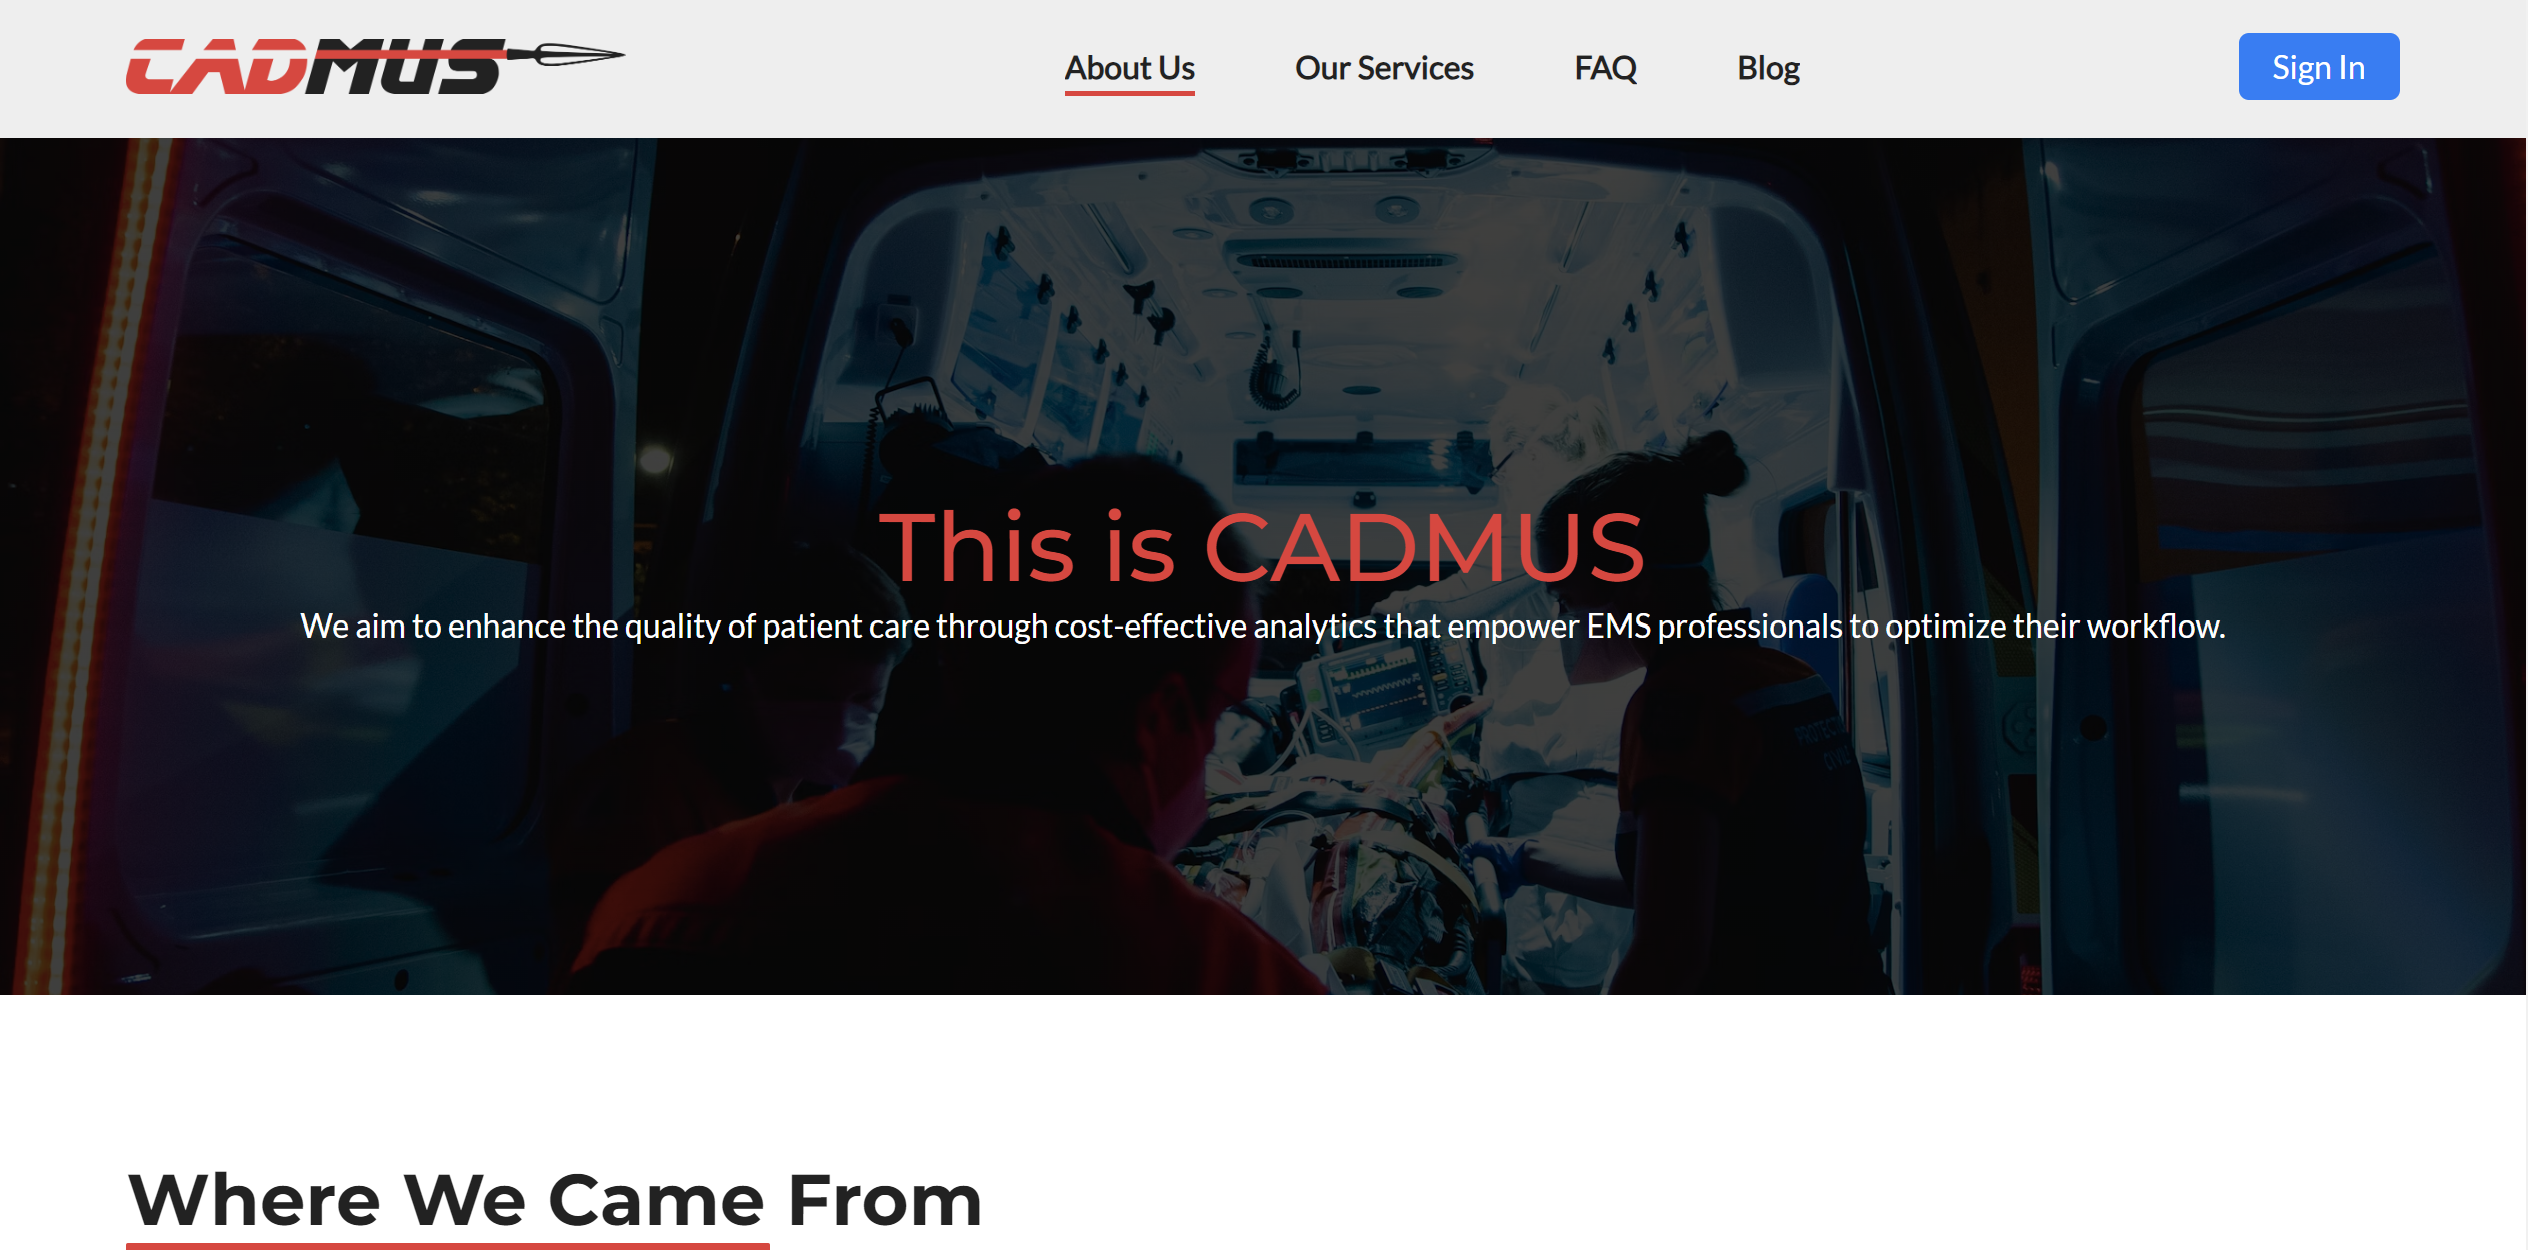 CADMUS
About Us
Our Services
FAQ
Blog
Sign In
This is CADMUS
We aim to enhance the quality of patient care through cost-effective analytics that empower EMS professionals to optimize their workflow.
Where We Came From